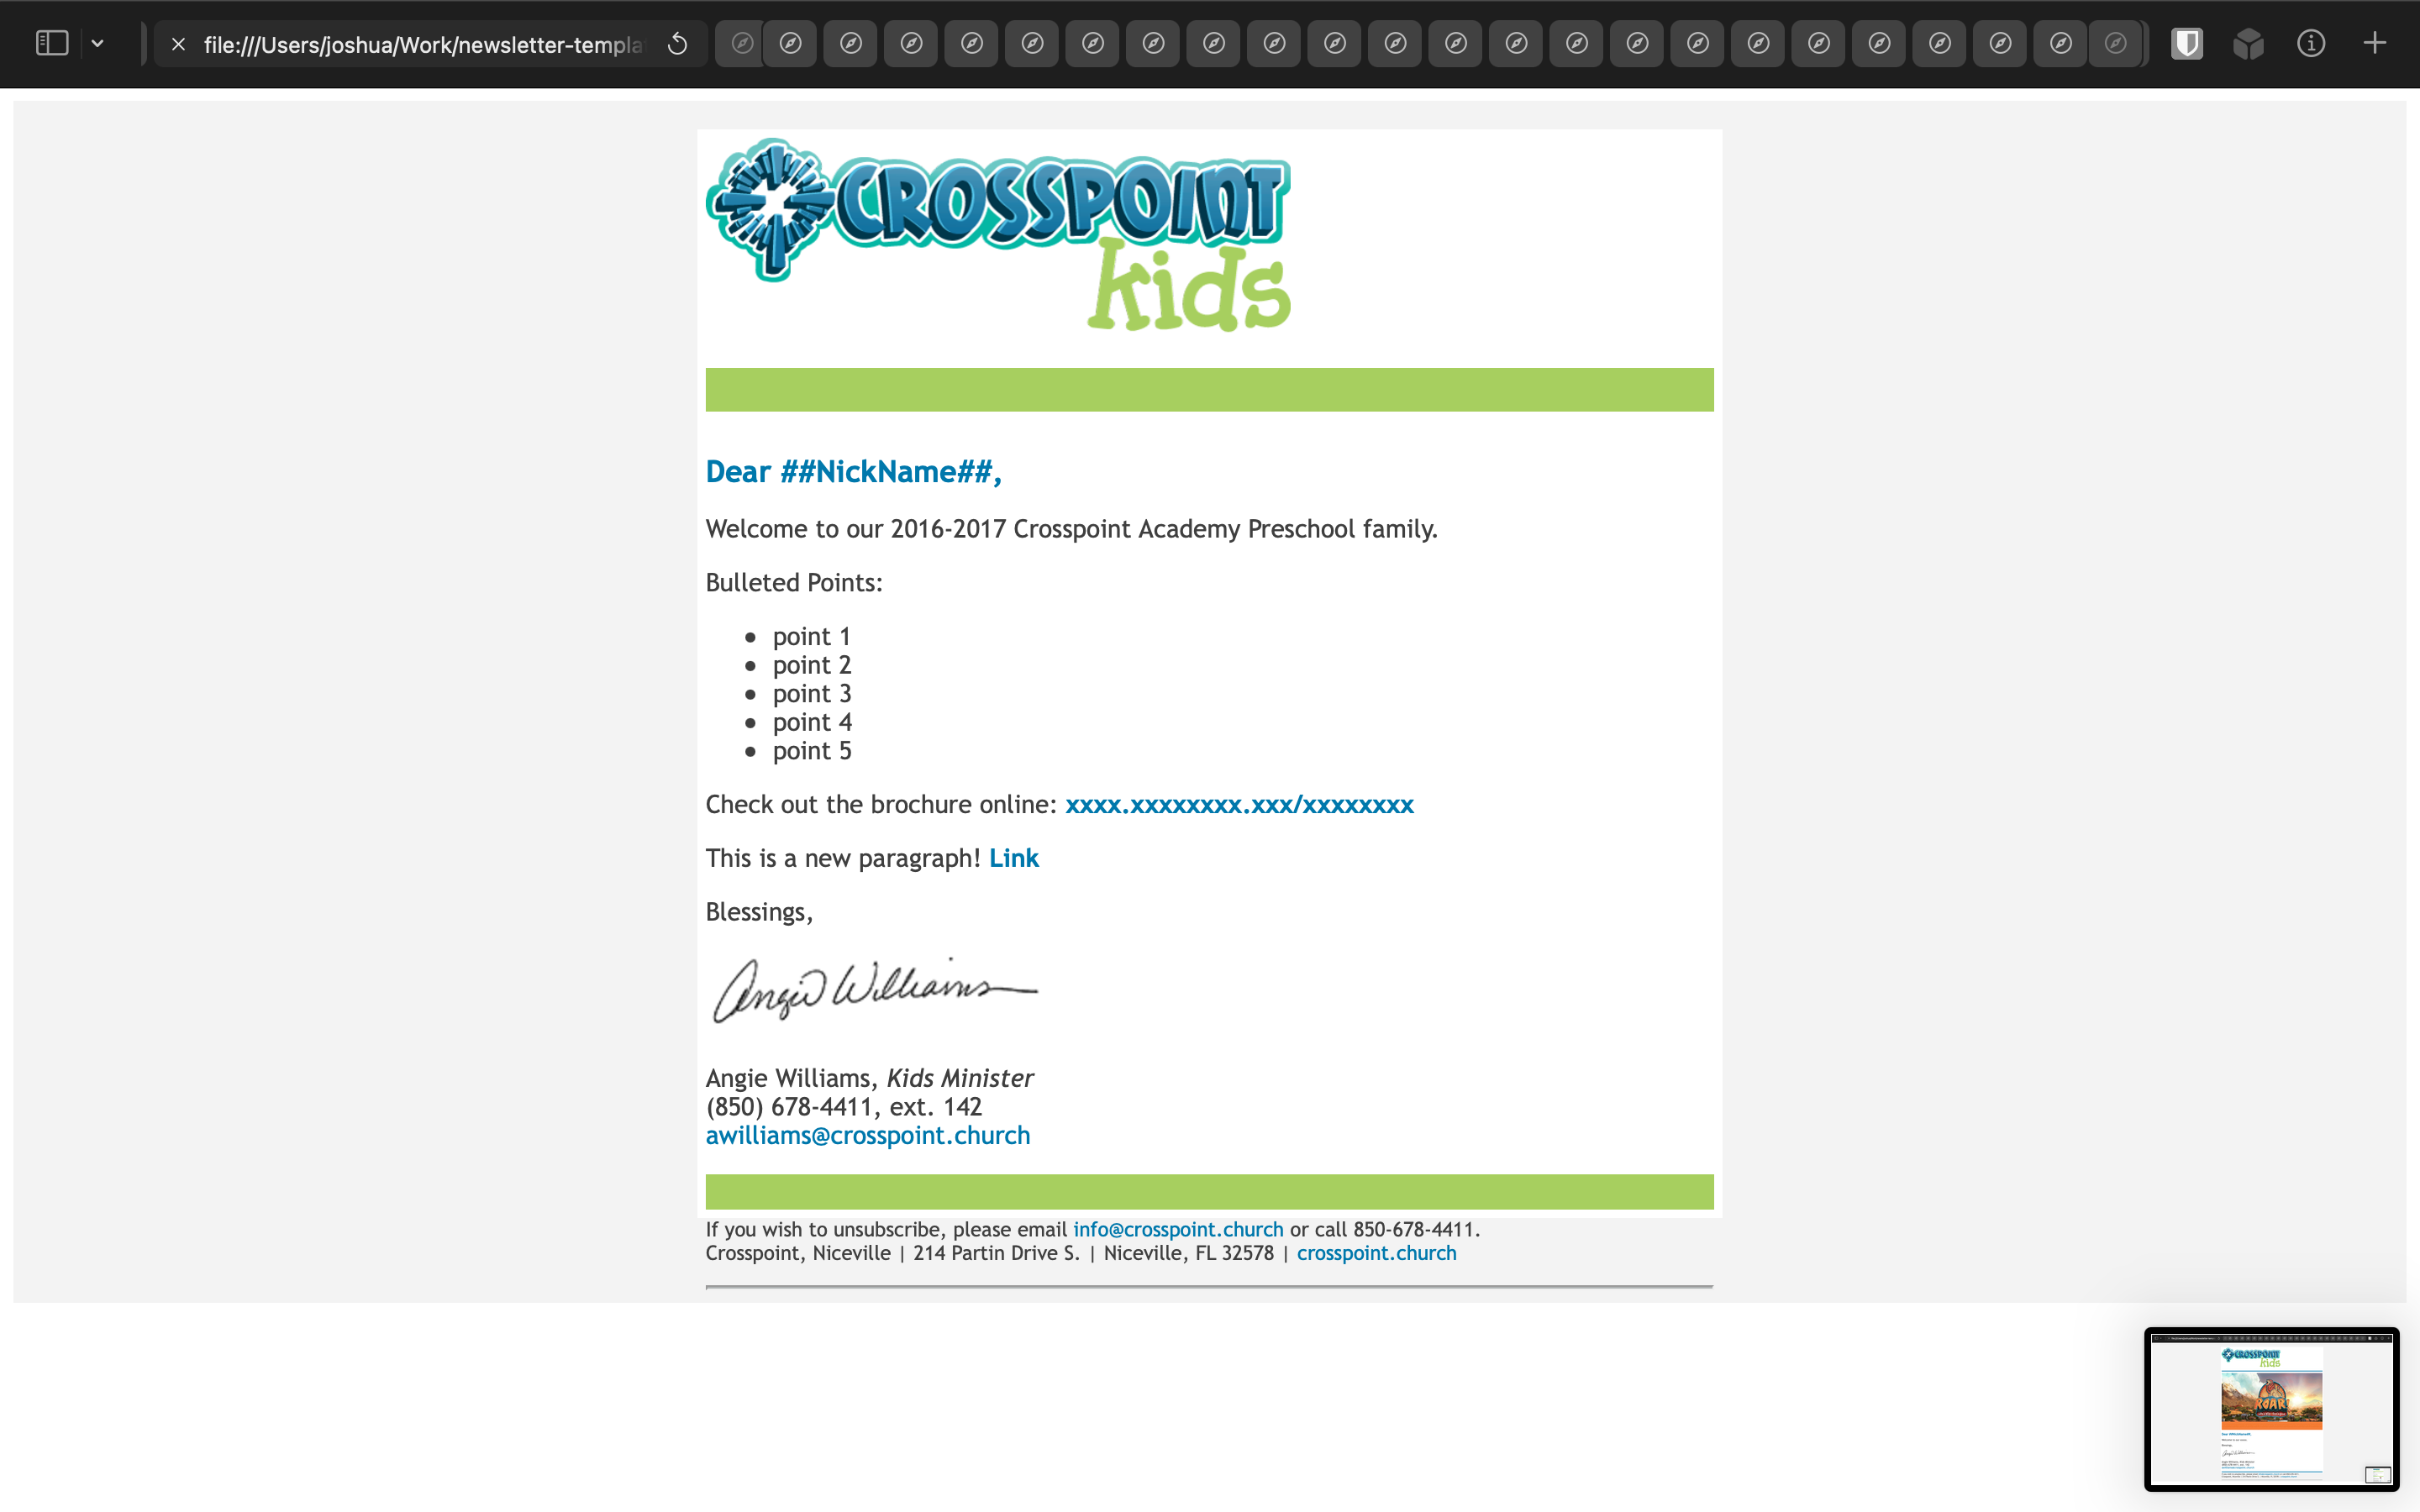 file:///Users/joshua/Work/newsletter-templa
CROSSPOINT
kids
Dear ##NickName##,
Welcome to our 2016-2017 Crosspoint Academy Preschool family.
Bulleted Points:
• point 1
• point 2
• point 3
• point 4
• point 5
Check out the brochure online: xxxx.xxxxxxxx.xxx/xxxxxxxx
This is a new paragraph! Link
Blessings,
Angie Williams
Angie Williams, Kids Minister
(850) 678-4411, ext. 142
awilliams@crosspoint.church
If you wish to unsubscribe, please email info@crosspoint.church or call 850-678-4411.
Crosspoint, Niceville | 214 Partin Drive S. | Niceville, FL 32578 | crosspoint.church
CROSSPOINT
kids
ROAR